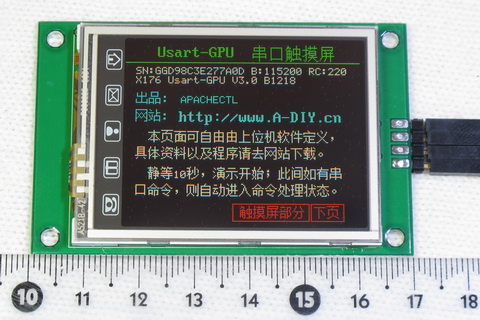 Usart-GPU 串口触摸屏
SN:GGD98C3E277A0D B:115200 RC:220
X176 Usart-GPU V3.0 B1218
出品: APACHECTL
网站: http://www.A-DIY.cn
本页面可自由由上位机软件定义,
具体资料以及程序请去网站下载。
静等10秒, 演示开始; 此间如有串
口命令, 则自动进入命令处理状态。
触摸屏部分 下页
10 11 12 13 14 15 16 17 18